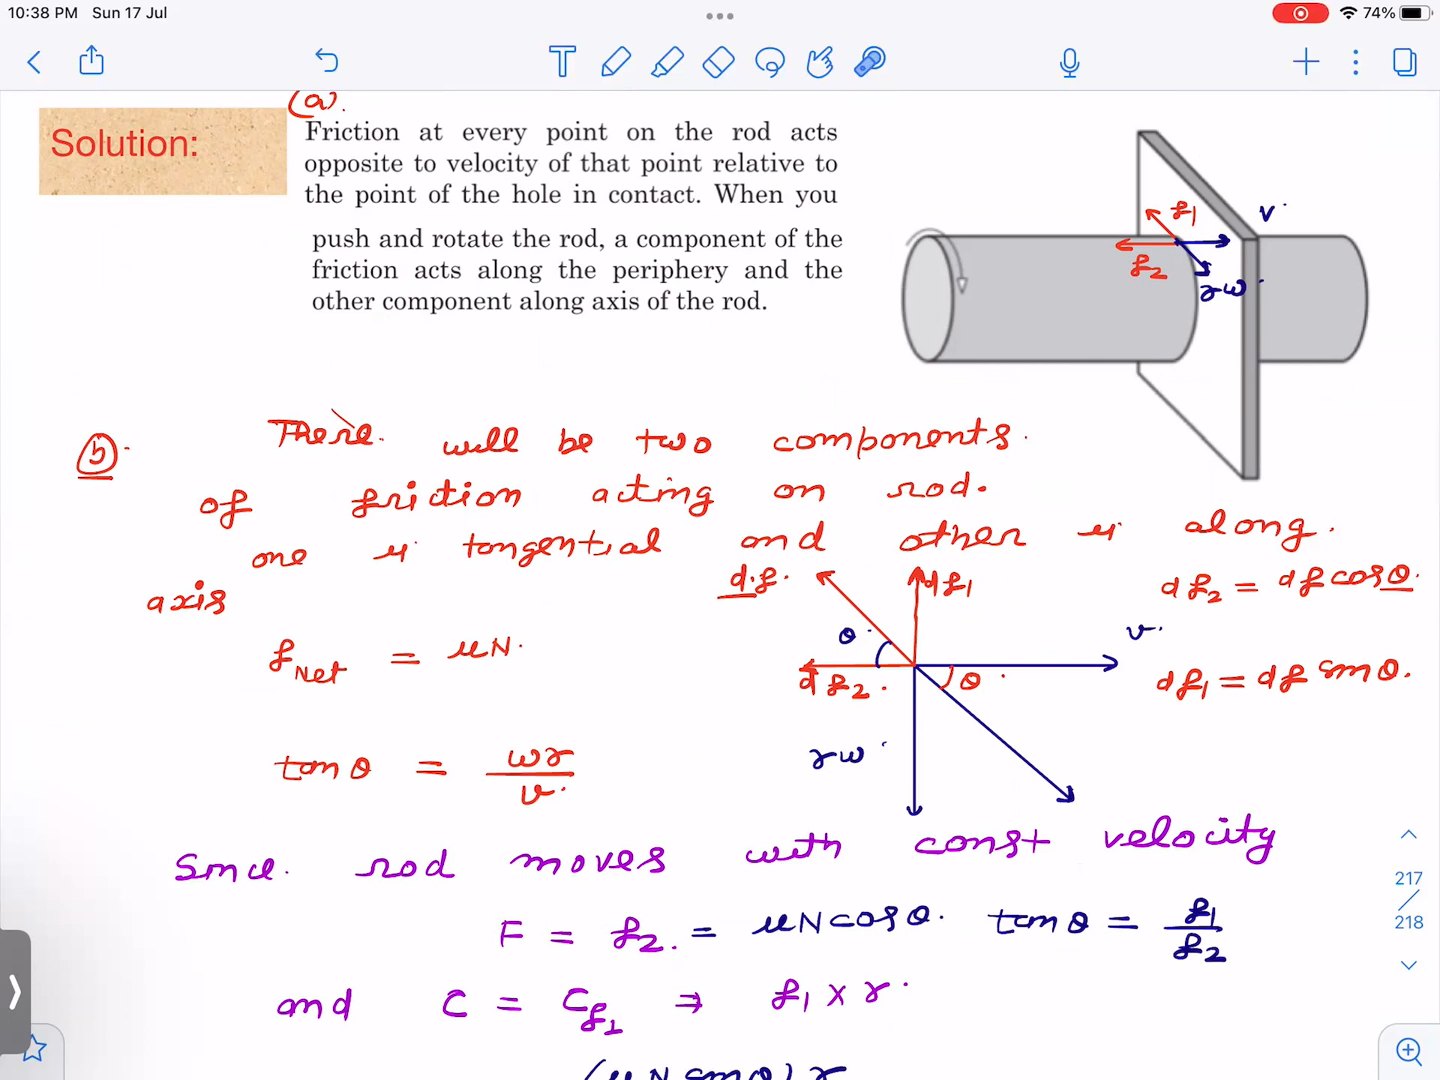 10:38 PM Sun 17 Jul
74%
(a).
Solution:
Friction at every point on the rod acts
opposite to velocity of that point relative to
the point of the hole in contact. When you
push and rotate the rod, a component of the
friction acts along the periphery and the
other component along axis of the rod.
f1
v
f2
rω
(b)
There will be two components
of friction acting on rod.
one is tangential and other is along
axis
d.f.
df1
df2 = df cosθ.
θ
v.
fNet = μN.
df2.
θ
df1 = df sinθ.
rω
tanθ = ωr/v.
Since rod moves with const velocity
F = f2. = μN cosθ. tanθ = f1/f2
and C = Cf1 ⇒ f1 × r.
(μN sinθ) r
217
/
218